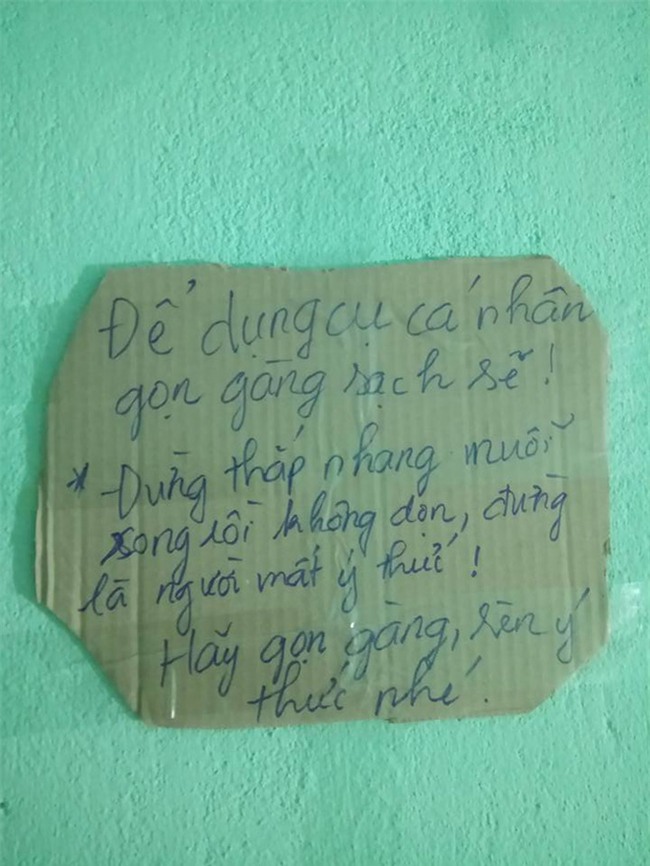 Để dụng cụ cá nhân
gọn gàng sạch sẽ!
* Đừng thắp nhang muỗi
song rồi không dọn, đừng
là người mất ý thức!
Hãy gọn gàng, rèn ý
thức nhé.